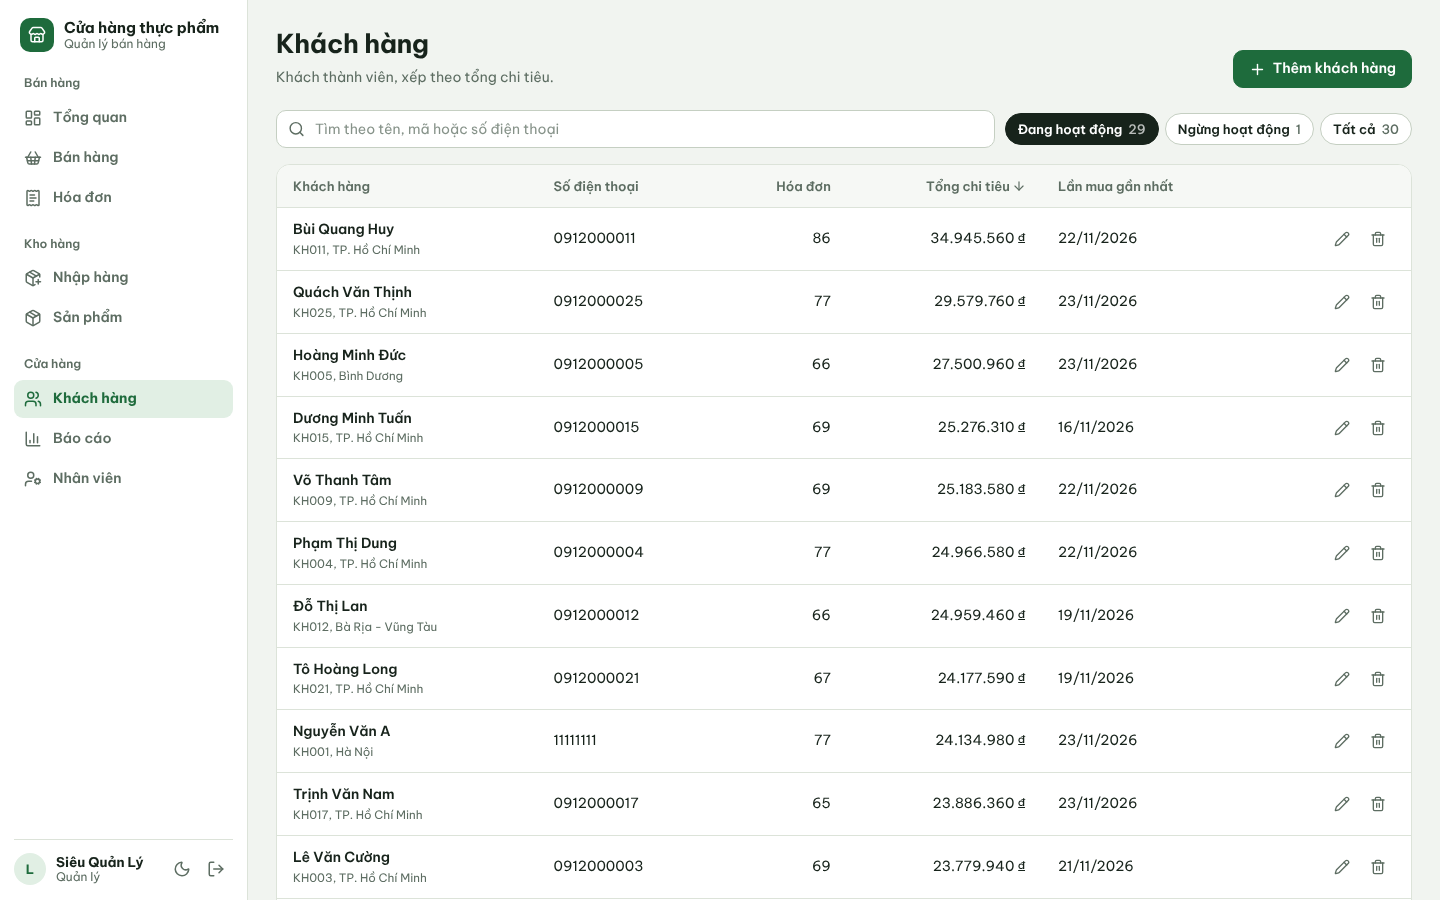 Cửa hàng thực phẩm
Quản lý bán hàng
Bán hàng
Tổng quan
Bán hàng
Hóa đơn
Kho hàng
Nhập hàng
Sản phẩm
Cửa hàng
Khách hàng
Báo cáo
Nhân viên
L
Siêu Quản Lý
Quản lý
Khách hàng
Khách thành viên, xếp theo tổng chi tiêu.
Thêm khách hàng
Tìm theo tên, mã hoặc số điện thoại
Đang hoạt động 29
Ngừng hoạt động 1
Tất cả 30
Khách hàng Số điện thoại Hóa đơn Tổng chi tiêu ↓ Lần mua gần nhất
Bùi Quang Huy
KH011, TP. Hồ Chí Minh
0912000011 86 34.945.560 ₫ 22/11/2026
Quách Văn Thịnh
KH025, TP. Hồ Chí Minh
0912000025 77 29.579.760 ₫ 23/11/2026
Hoàng Minh Đức
KH005, Bình Dương
0912000005 66 27.500.960 ₫ 23/11/2026
Dương Minh Tuấn
KH015, TP. Hồ Chí Minh
0912000015 69 25.276.310 ₫ 16/11/2026
Võ Thanh Tâm
KH009, TP. Hồ Chí Minh
0912000009 69 25.183.580 ₫ 22/11/2026
Phạm Thị Dung
KH004, TP. Hồ Chí Minh
0912000004 77 24.966.580 ₫ 22/11/2026
Đỗ Thị Lan
KH012, Bà Rịa - Vũng Tàu
0912000012 66 24.959.460 ₫ 19/11/2026
Tô Hoàng Long
KH021, TP. Hồ Chí Minh
0912000021 67 24.177.590 ₫ 19/11/2026
Nguyễn Văn A
KH001, Hà Nội
11111111 77 24.134.980 ₫ 23/11/2026
Trịnh Văn Nam
KH017, TP. Hồ Chí Minh
0912000017 65 23.886.360 ₫ 23/11/2026
Lê Văn Cường
KH003, TP. Hồ Chí Minh
0912000003 69 23.779.940 ₫ 21/11/2026